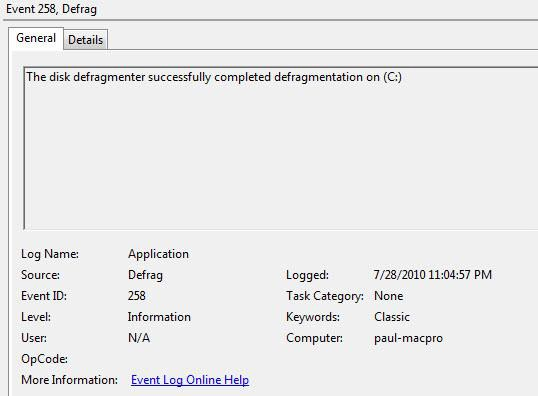 Event 258, Defrag
General Details
The disk defragmenter successfully completed defragmentation on (C:)
Log Name: Application
Source: Defrag Logged: 7/28/2010 11:04:57 PM
Event ID: 258 Task Category: None
Level: Information Keywords: Classic
User: N/A Computer: paul-macpro
OpCode:
More Information: Event Log Online Help